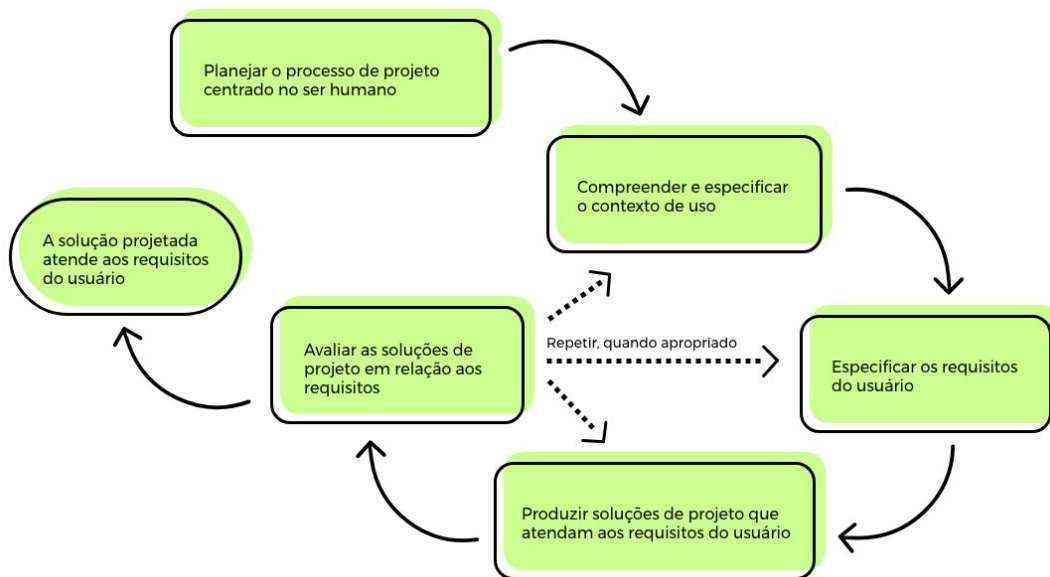 Planejar o processo de projeto
centrado no ser humano
Compreender e especificar
o contexto de uso
A solução projetada
atende aos requisitos
do usuário
Avaliar as soluções de
projeto em relação aos
requisitos
Repetir, quando apropriado
Especificar os requisitos
do usuário
Produzir soluções de projeto que
atendam aos requisitos do usuário